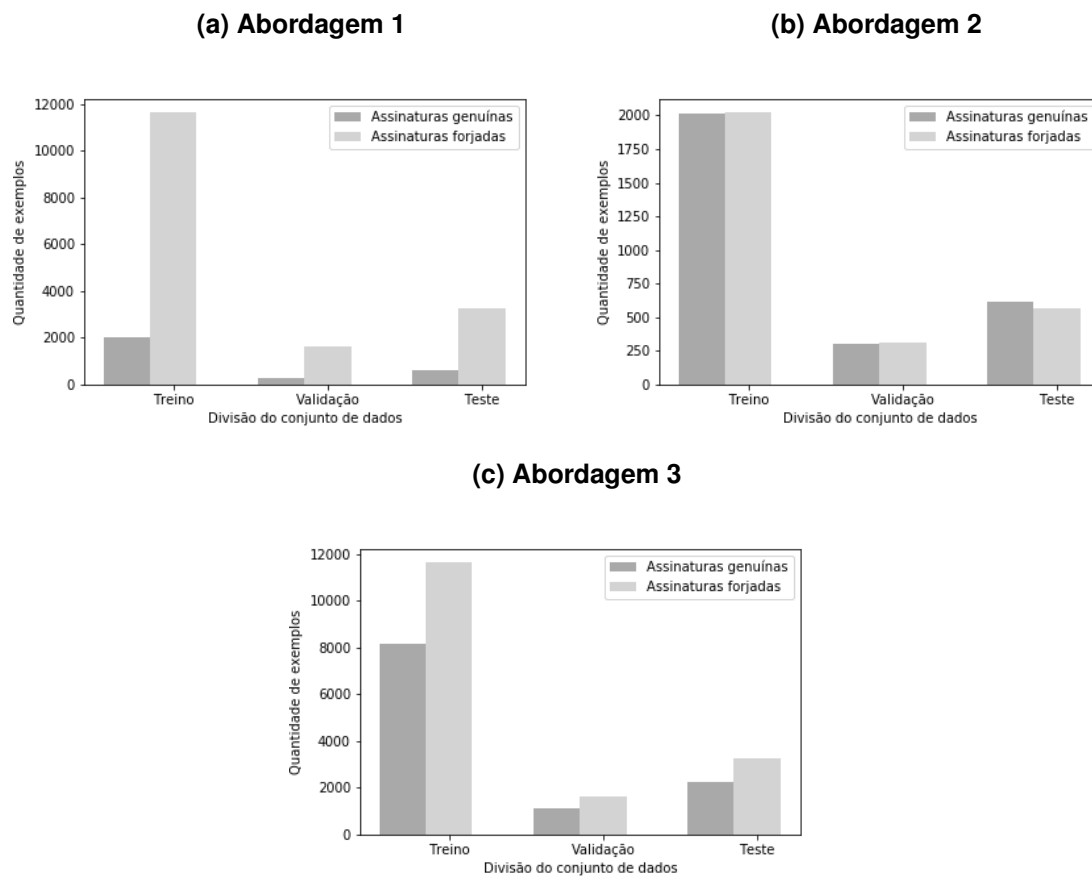 (a) Abordagem 1
12000
10000
8000
6000
4000
2000
0
Quantidade de exemplos
Assinaturas genuínas
Assinaturas forjadas
Treino Validação Teste
Divisão do conjunto de dados
(b) Abordagem 2
2000
1750
1500
1250
1000
750
500
250
0
Quantidade de exemplos
Assinaturas genuínas
Assinaturas forjadas
Treino Validação Teste
Divisão do conjunto de dados
(c) Abordagem 3
12000
10000
8000
6000
4000
2000
0
Quantidade de exemplos
Assinaturas genuínas
Assinaturas forjadas
Treino Validação Teste
Divisão do conjunto de dados